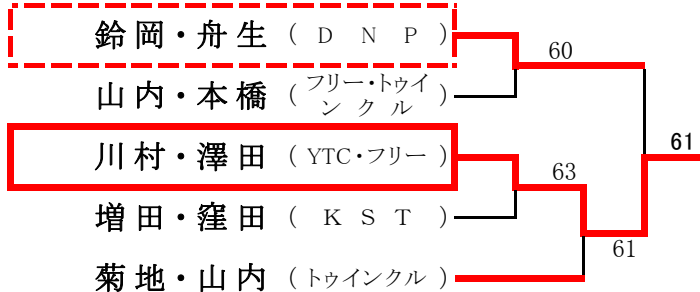 鈴岡・舟生 ( D N P )
60
山内・本橋 ( フリー・トゥインクル )
61
川村・澤田 ( YTC・フリー )
63
増田・窪田 ( K S T )
61
菊地・山内 ( トゥインクル )